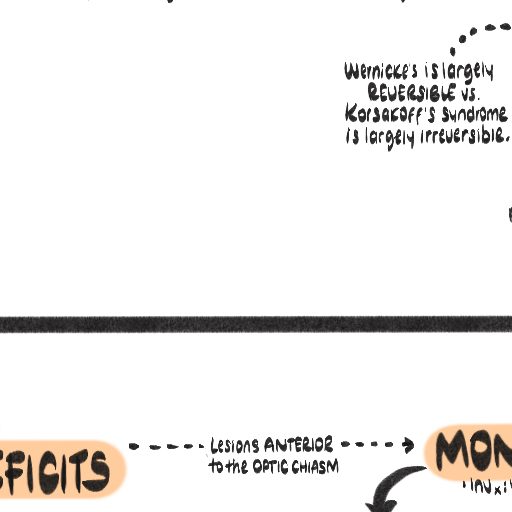 Wernicke's is largely
REVERSIBLE vs.
Korsakoff's syndrome
is largely irreversible.
Lesions ANTERIOR
to the OPTIC CHIASM
EFICITS
MON